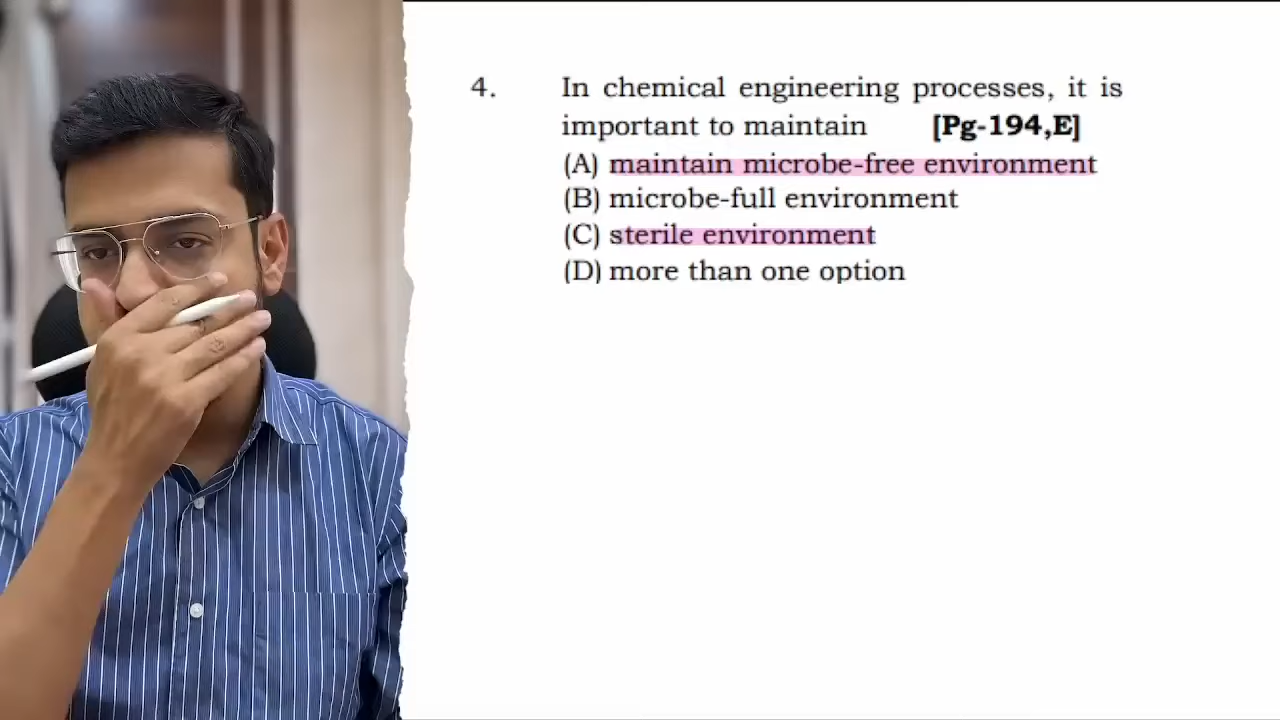 4. In chemical engineering processes, it is
important to maintain [Pg-194,E]
(A) maintain microbe-free environment
(B) microbe-full environment
(C) sterile environment
(D) more than one option